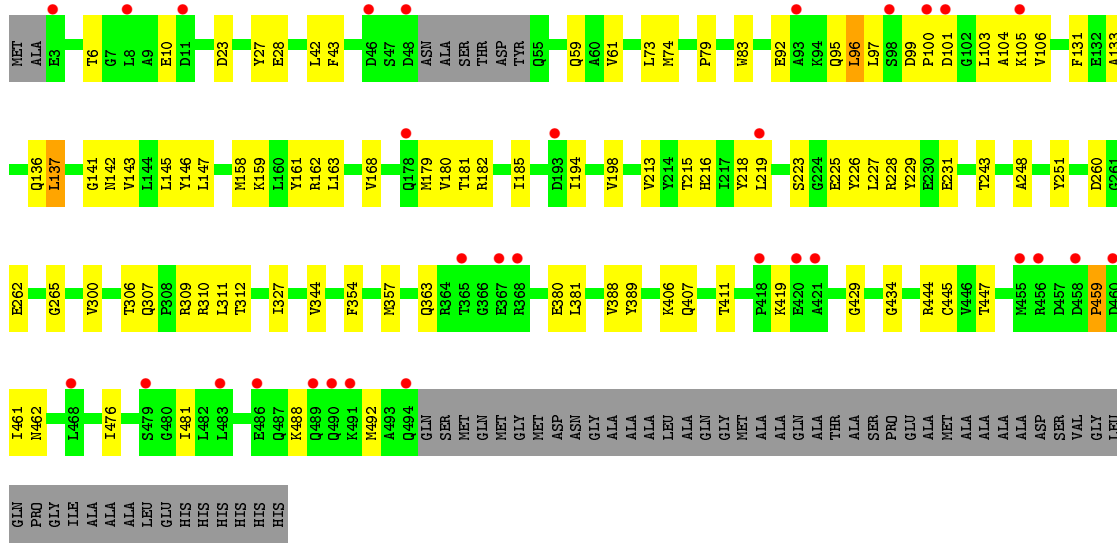 MET ALA E3 T6 G7 L8 A9 E10 D11 D23 Y27 E28 L42 F43 D46 S47 D48 ASN ALA SER THR ASP TYR Q55 Q59 A60 V61 L73 M74 P79 W83 E92 A93 K94 Q95 L96 L97 S98 D99 P100 D101 G102 L103 A104 K105 V106 F131 E132 A133
Q136 L137 G141 N142 V143 L144 L145 Y146 L147 M158 K159 L160 Y161 R162 L163 V168 Q178 M179 V180 T181 R182 I185 D193 I194 V198 V213 Y214 T215 H216 I217 Y218 L219 S223 G224 E225 Y226 L227 R228 Y229 E230 E231 T243 A248 Y251 D260 G261
E262 G265 V300 T306 Q307 P308 R309 R310 L311 T312 I327 V344 F354 M357 Q363 R364 T365 G366 E367 R368 E380 L381 V388 Y389 K406 Q407 T411 P418 K419 E420 A421 G429 G434 R444 C445 V446 T447 M455 R456 D457 D458 P459 D460
I461 N462 I476 L468 S479 G480 I481 L482 L483 E486 Q487 K488 Q489 Q490 K491 M492 A493 Q494 GLN SER MET GLN MET GLY MET ASP ASN GLY ALA ALA ALA LEU ALA GLN GLY MET ALA ALA GLN ALA THR ALA SER PRO GLU ALA MET ALA ALA ALA ALA ALA ASP SER VAL GLY LEU
GLN PRO GLY ILE ALA ALA ALA LEU GLU HIS HIS HIS HIS HIS HIS